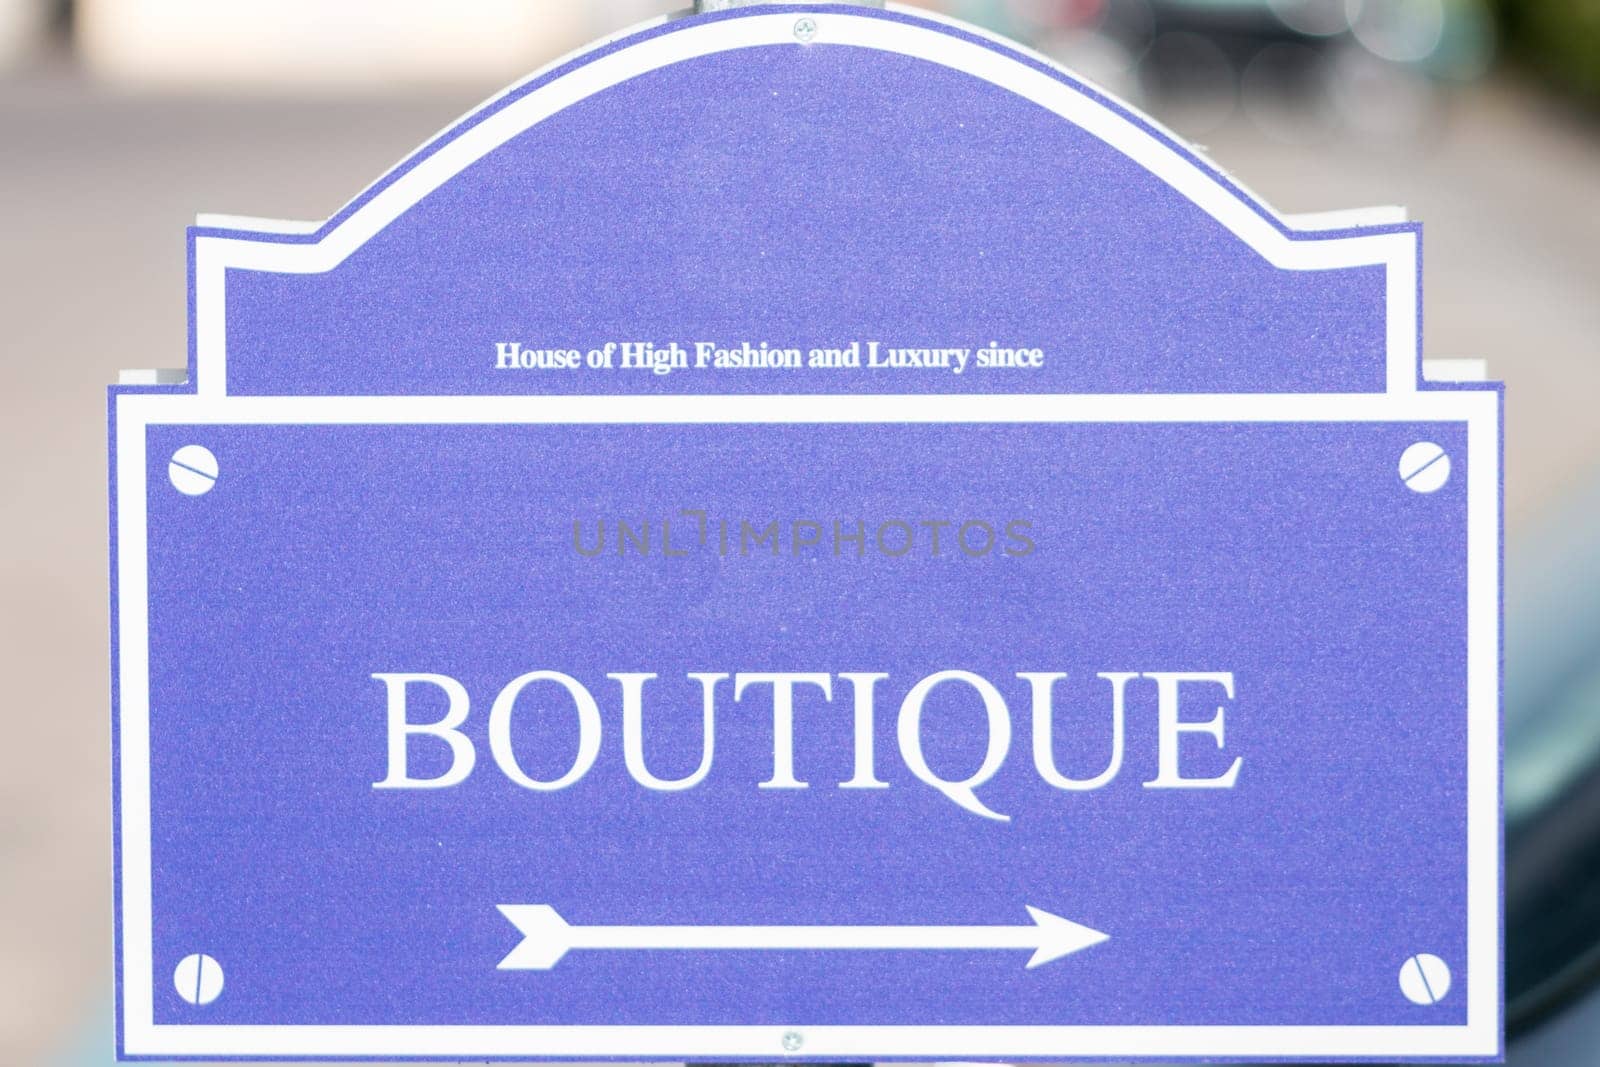 House of High Fashion and Luxury since
UNLIMPHOTOS
BOUTIQUE